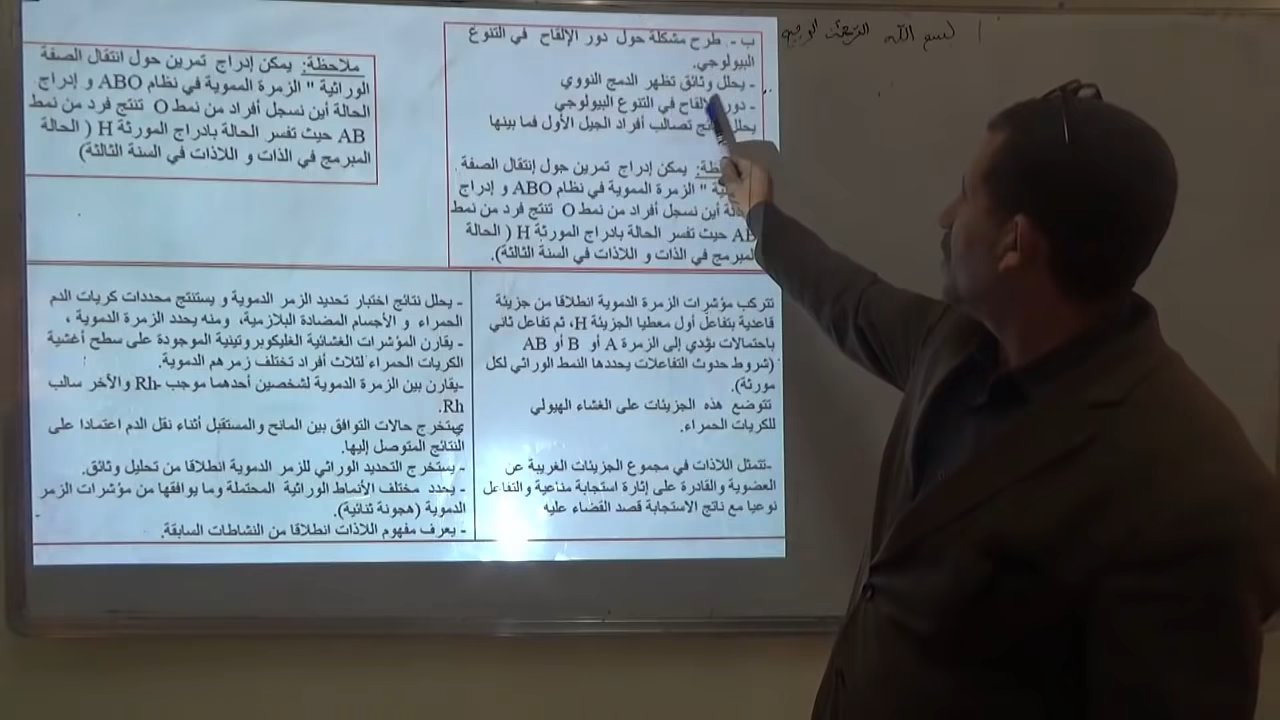 بسم الله الرحمن الرحيم
ب - طرح مشكلة حول دور الإلقاح في التنوع
البيولوجي.
- يحلل وثائق تظهر الدمج النووي
- دور الإلقاح في التنوع البيولوجي
يحلل نتائج تصالب أفراد الجيل الأول فما بينها
يمكن إدراج تمرين حول إنتقال الصفة
" الزمرة المموية في نظام ABO و إدراج
أين نسجل أفراد من نمط O تنتج فرد من نمط
AB حيث تفسر الحالة بادراج المورثة H ( الحالة
المبرمج في الذات و اللاذات في السنة الثالثة).
ملاحظة: يمكن إدراج تمرين حول انتقال الصفة
الوراثية " الزمرة المموية في نظام ABO و إدراج
الحالة أين نسجل أفراد من نمط O تنتج فرد من نمط
AB حيث تفسر الحالة بادراج المورثة H ( الحالة
المبرمج في الذات و اللاذات في السنة الثالثة)
تتركب مؤشرات الزمرة الدموية انطلاقا من جزيئة
قاعدية بتفاعل أول معطيا الجزيئة H، ثم تفاعل ثاني
باحتمالات يؤدي إلى الزمرة A أو B أو AB
(شروط حدوث التفاعلات يحددها النمط الوراثي لكل
مورثة).
تتوضع هذه الجزيئات على الغشاء الهيولي
للكريات الحمراء.
-تتمثل اللاذات في مجموع الجزيئات الغريبة عن
العضوية والقادرة على إثارة استجابة مناعية والتفاعل
نوعيا مع ناتج الاستجابة قصد القضاء عليه
- يحلل نتائج اختبار تحديد الزمر الدموية و يستنتج محددات كريات الدم
الحمراء و الأجسام المضادة البلازمية، ومنه يحدد الزمرة الدموية ،
- يقارن المؤشرات الغشائية الغليكوبروتينية الموجودة على سطح أغشية
الكريات الحمراء لثلاث أفراد تختلف زمرهم الدموية.
-يقارن بين الزمرة الدموية لشخصين أحدهما موجب -Rh والآخر سالب
Rh.
يستخرج حالات التوافق بين المانح والمستقبل أثناء نقل الدم اعتمادا على
النتائج المتوصل إليها.
- يستخرج التحديد الوراثي للزمر الدموية انطلاقا من تحليل وثائق.
- يحدد مختلف الأنماط الوراثية المحتملة وما يوافقها من مؤشرات الزمر
الدموية (هجونة ثنائية).
- يعرف مفهوم اللاذات انطلاقا من النشاطات السابقة.